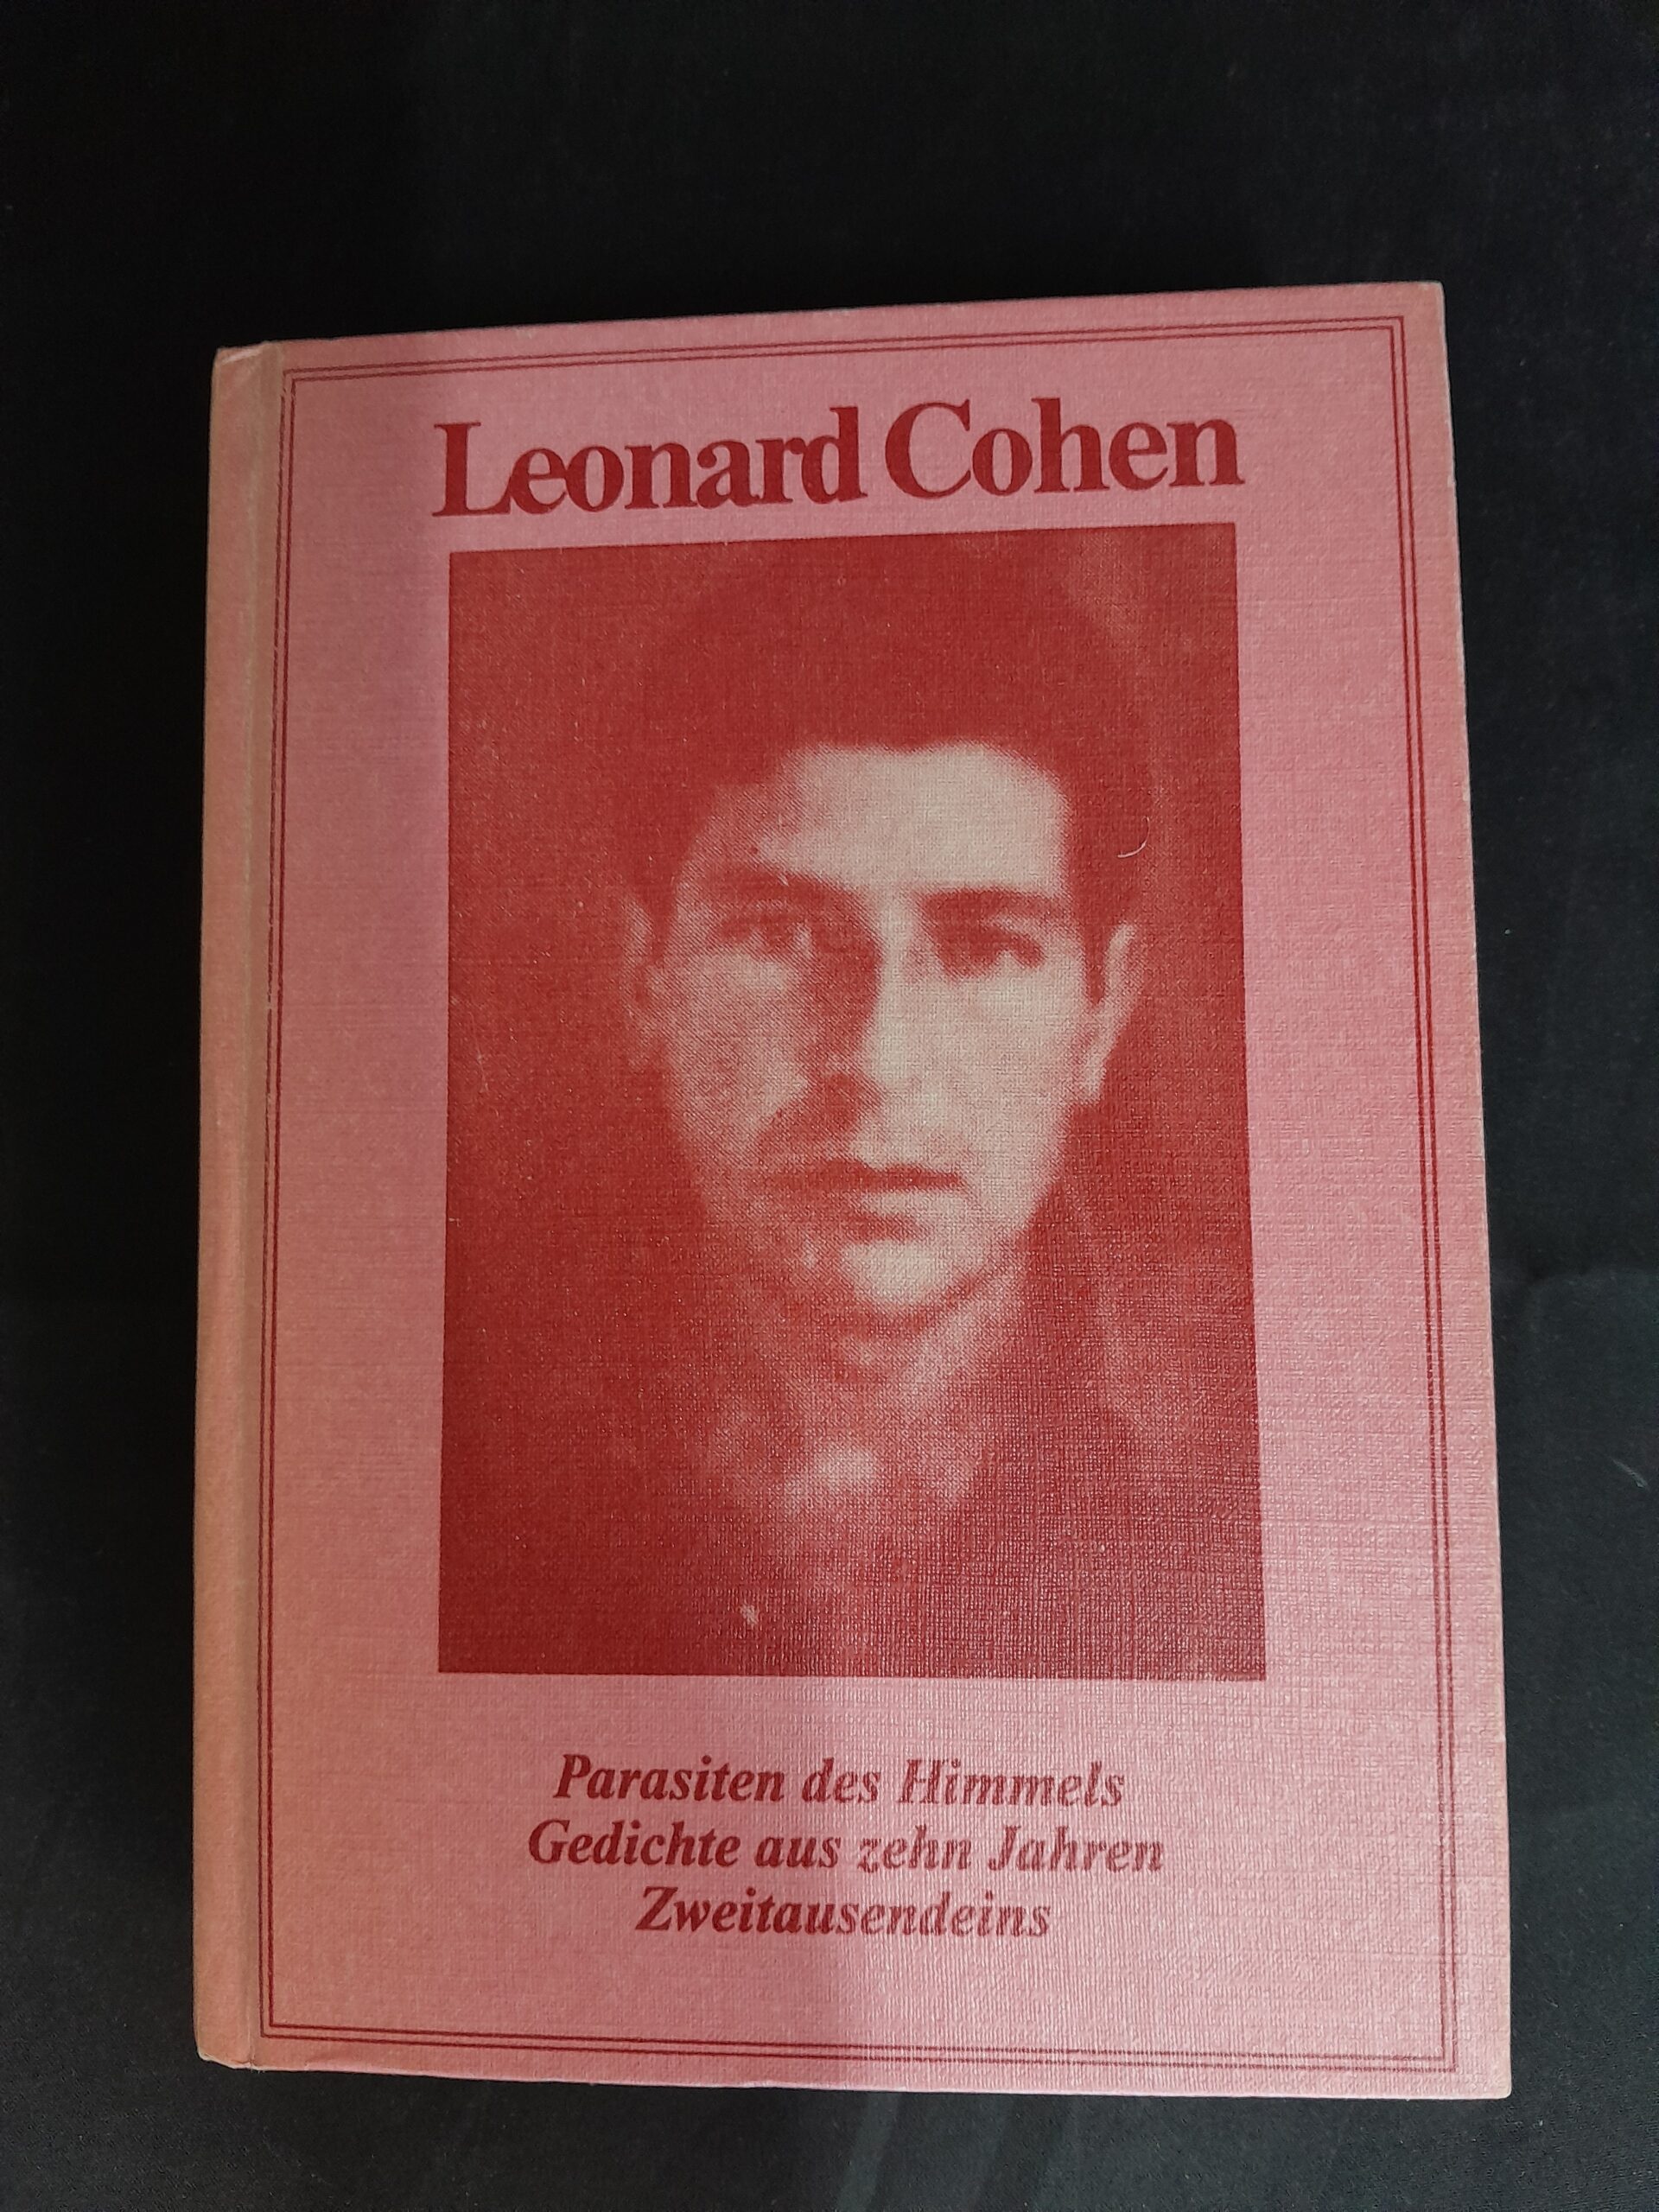 Leonard Cohen
Parasiten des Himmels
Gedichte aus zehn Jahren
Zweitausendeins